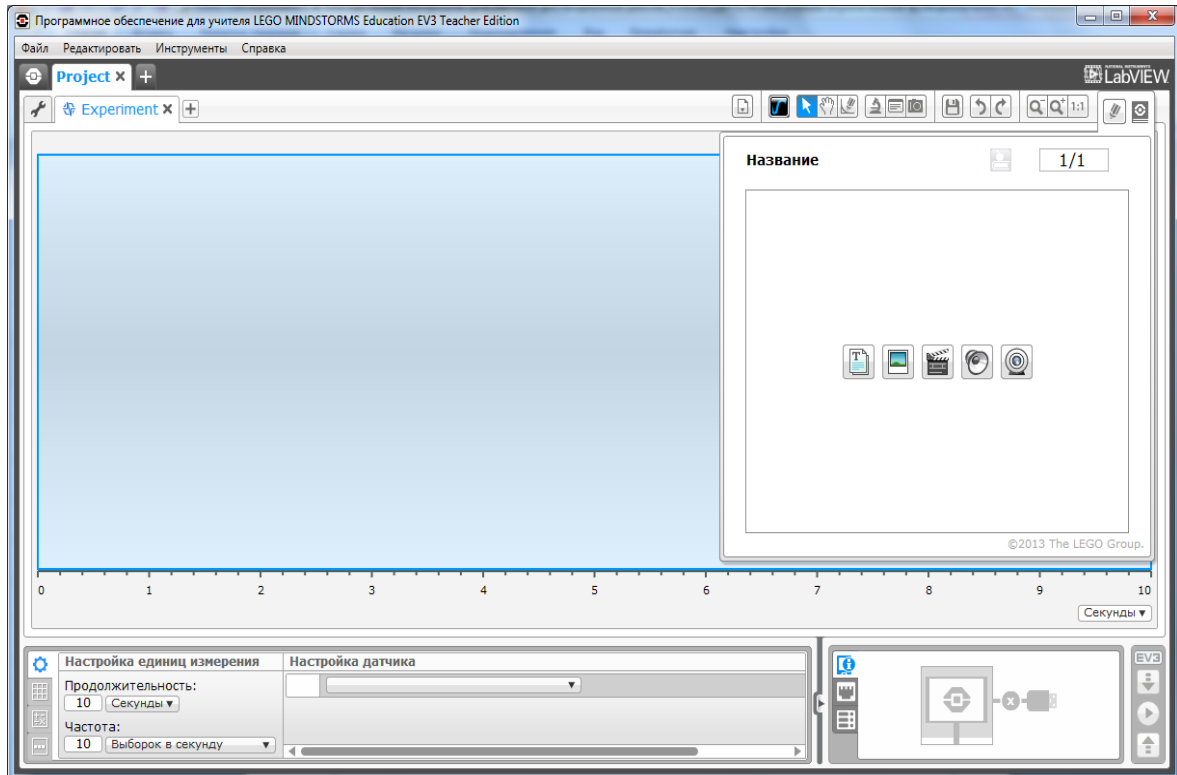 Программное обеспечение для учителя LEGO MINDSTORMS Education EV3 Teacher Edition
Файл Редактировать Инструменты Справка
Project
NATIONAL INSTRUMENTS
LabVIEW
Experiment
1:1
Название
1/1
T
©2013 The LEGO Group.
0 1 2 3 4 5 6 7 8 9 10
Секунды
Настройка единиц измерения
Настройка датчика
Продолжительность:
10 Секунды
Частота:
10 Выборок в секунду
EV3